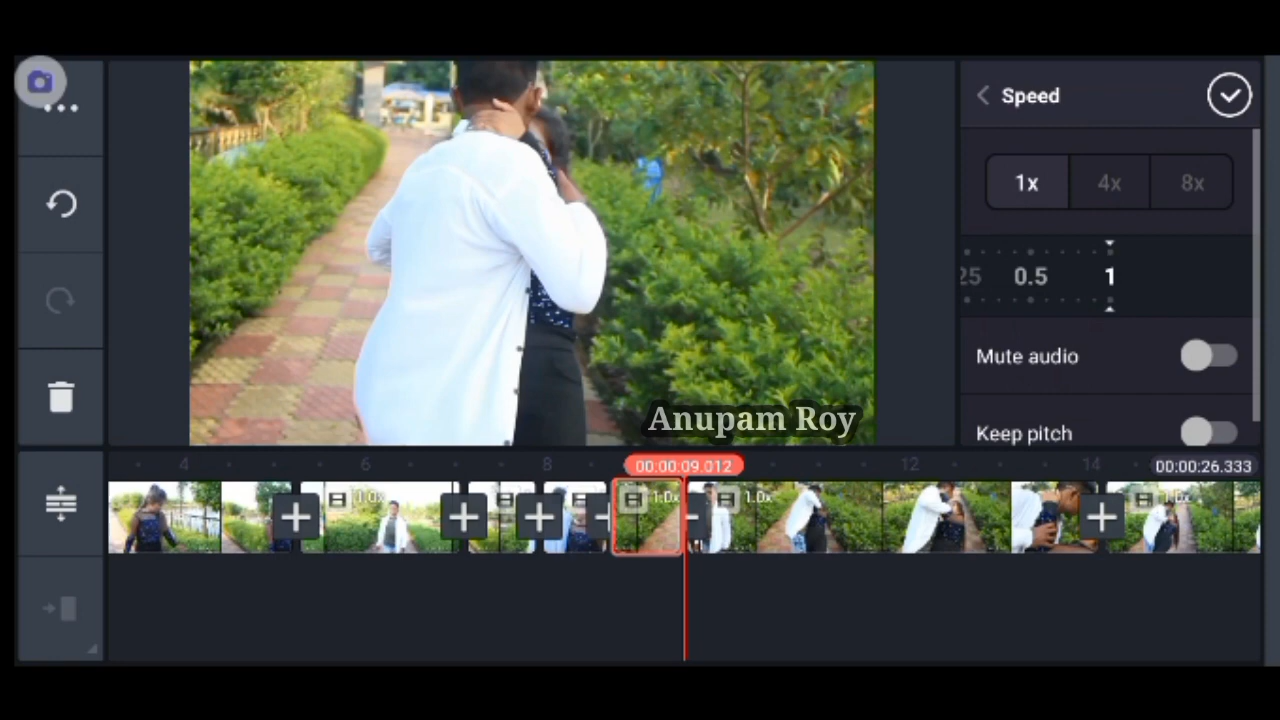 Speed
1x 4x 8x
25 0.5 1
Mute audio
Anupam Roy
Keep pitch
4 6 8 00:00:09.012 12 14 00:00:26.333
1.0x 1.0x 1.0x 1.0x